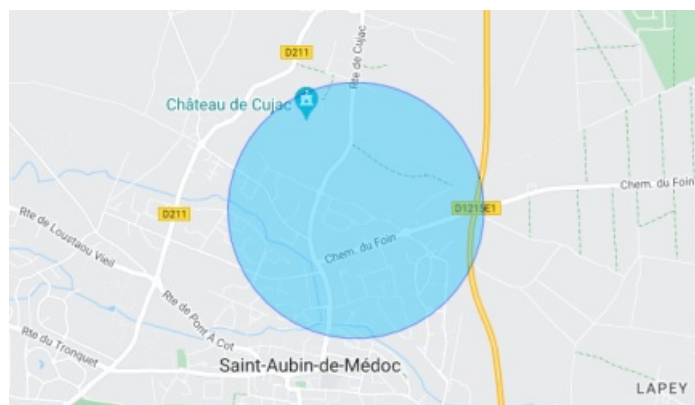 D211
Rte de Cujac
Château de Cujac
Chem. du Foin
D211
D1215E1
Rte de Loustaou Vieil
Chem. du Foin
Rte de Pont À Cot
Rte du Tronquet
Saint-Aubin-de-Médoc
LAPEY